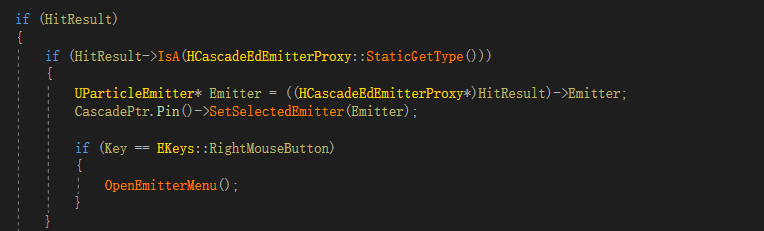 if (HitResult)
{
if (HitResult->IsA(HCascadeEdEmitterProxy::StaticGetType()))
{
UParticleEmitter* Emitter = ((HCascadeEdEmitterProxy*)HitResult)->Emitter;
CascadePtr.Pin()->SetSelectedEmitter(Emitter);
if (Key == EKeys::RightMouseButton)
{
OpenEmitterMenu();
}
}